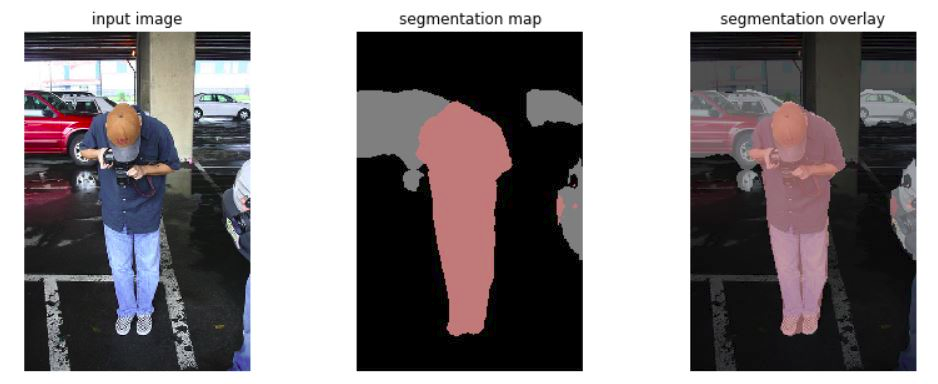 input image
segmentation map
segmentation overlay